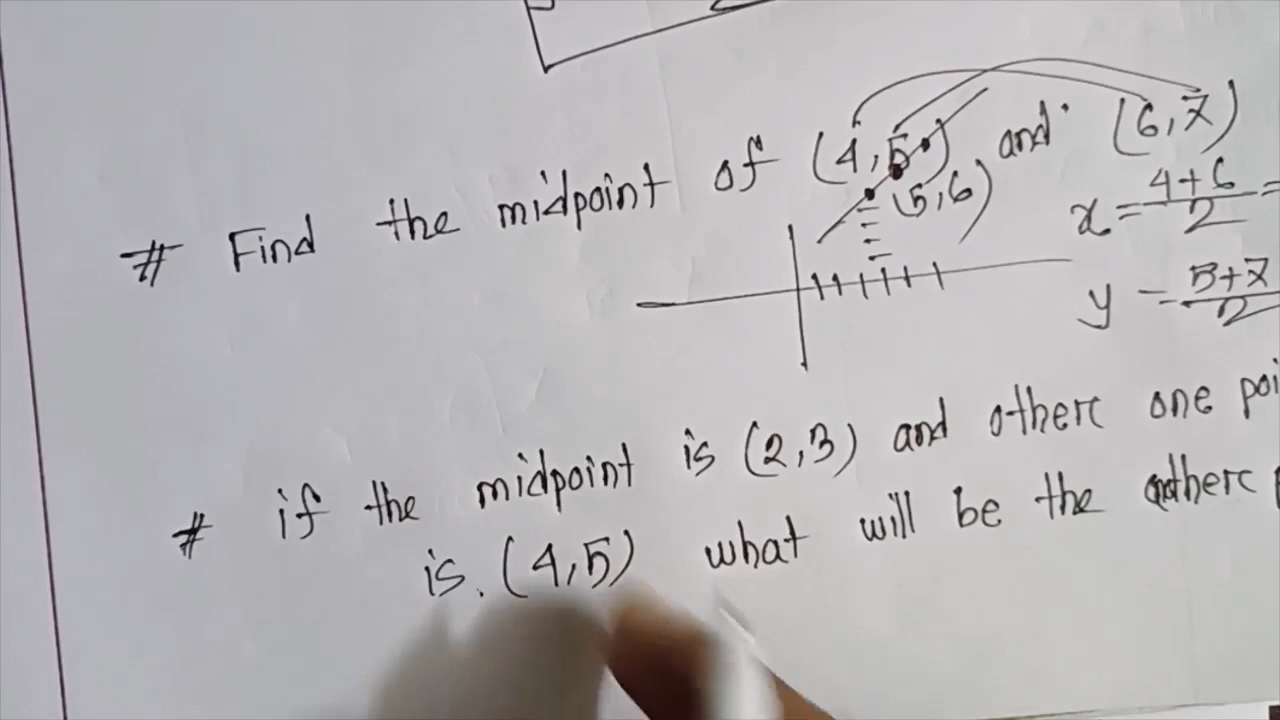 # Find the midpoint of (4,5) and (6,7)
(5,6)
x = 4+6/2 =
y = 5+7/2
# if the midpoint is (2,3) and other one poi
is. (4,5) what will be the other p